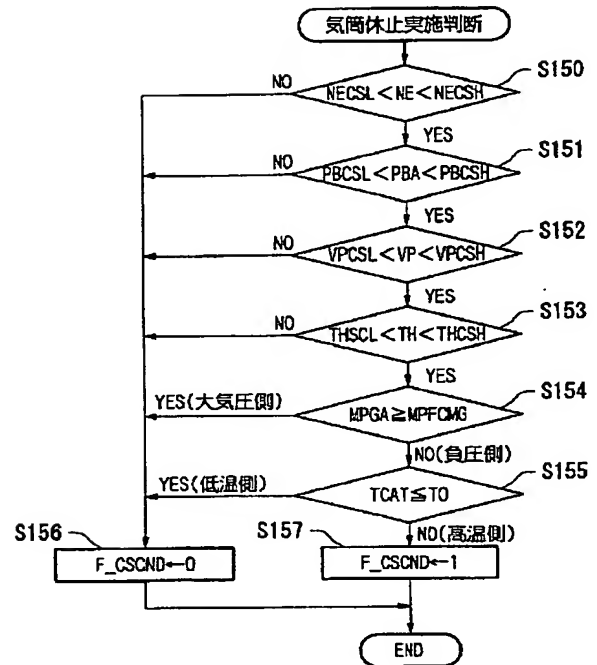 気筒休止実施判断
S150
NO
NECSL<NE<NECSH
YES
S151
NO
PBCSL<PBA<PBCSH
YES
S152
NO
VPCSL<VP<VPCSH
YES
S153
NO
THSCL<TH<THCSH
YES
S154
YES(大気圧側)
MPGA≧MPFCMG
NO(負圧側)
S155
YES(低温側)
TCAT≦TO
NO(高温側)
S156
S157
F_CSCND←0
F_CSCND←1
END